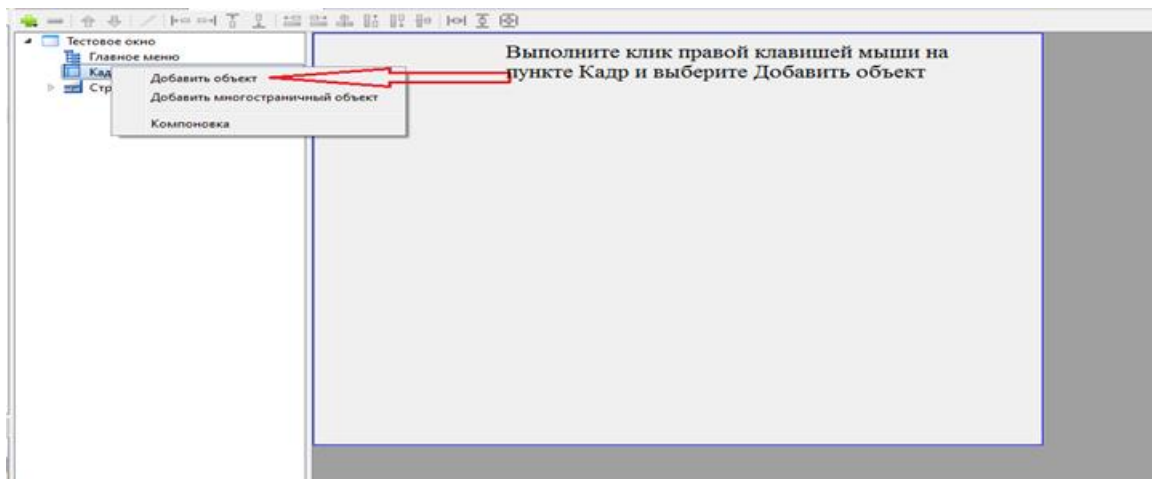 Тестовое окно
Главное меню
Кад
Стр
Добавить объект
Добавить многостраничный объект
Компоновка
Выполните клик правой клавишей мыши на
пункте Кадр и выберите Добавить объект